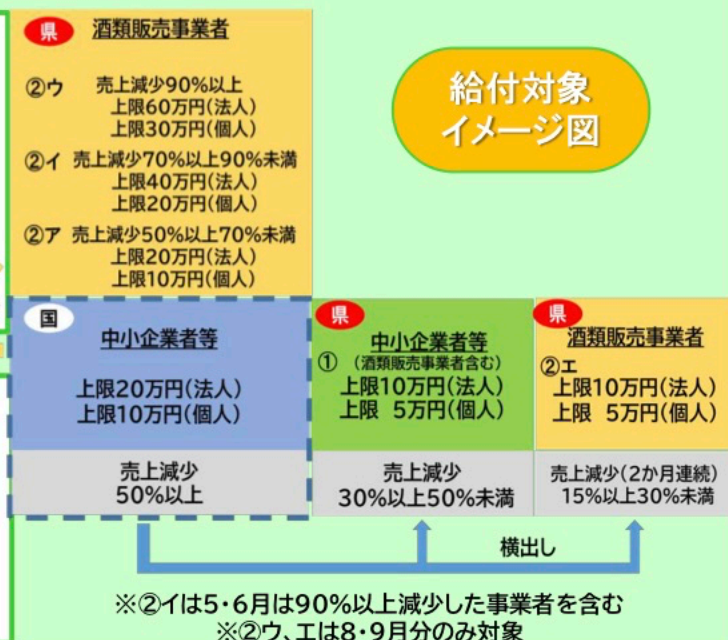 給付対象
イメージ図
県
酒類販売事業者
②ウ 売上減少90%以上
上限60万円(法人)
上限30万円(個人)
②イ 売上減少70%以上90%未満
上限40万円(法人)
上限20万円(個人)
②ア 売上減少50%以上70%未満
上限20万円(法人)
上限10万円(個人)
国
中小企業者等
上限20万円(法人)
上限10万円(個人)
売上減少
50%以上
県
中小企業者等
① (酒類販売事業者含む)
上限10万円(法人)
上限 5万円(個人)
売上減少
30%以上50%未満
県
酒類販売事業者
②エ
上限10万円(法人)
上限 5万円(個人)
売上減少(2か月連続)
15%以上30%未満
横出し
※②イは5・6月は90%以上減少した事業者を含む
※②ウ、エは8・9月分のみ対象